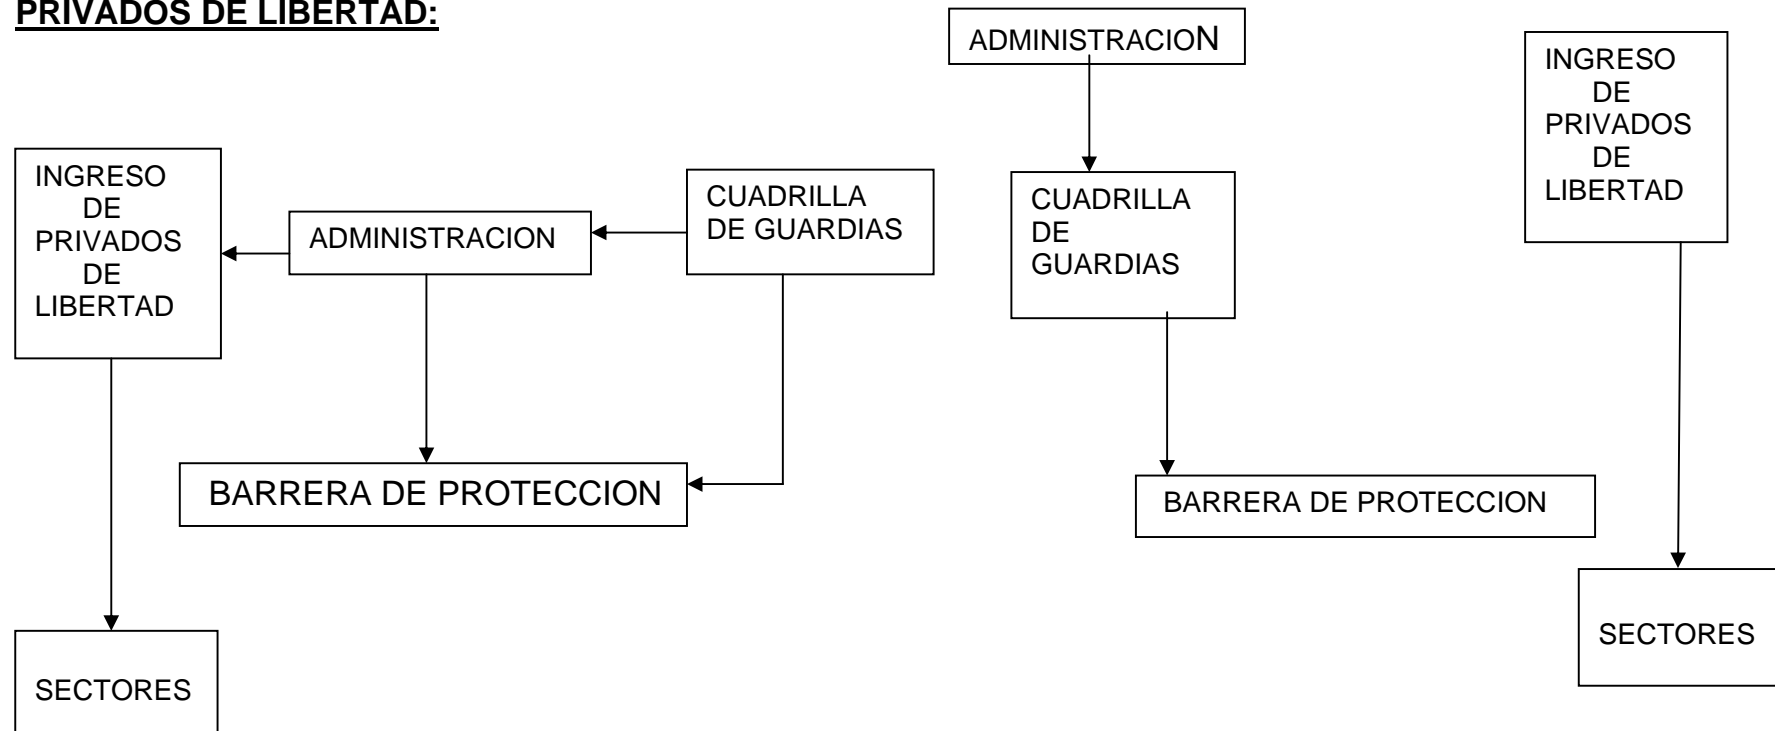 PRIVADOS DE LIBERTAD:
INGRESO
DE
PRIVADOS
DE
LIBERTAD
ADMINISTRACION
CUADRILLA
DE GUARDIAS
BARRERA DE PROTECCION
SECTORES
ADMINISTRACION
CUADRILLA
DE
GUARDIAS
BARRERA DE PROTECCION
INGRESO
DE
PRIVADOS
DE
LIBERTAD
SECTORES